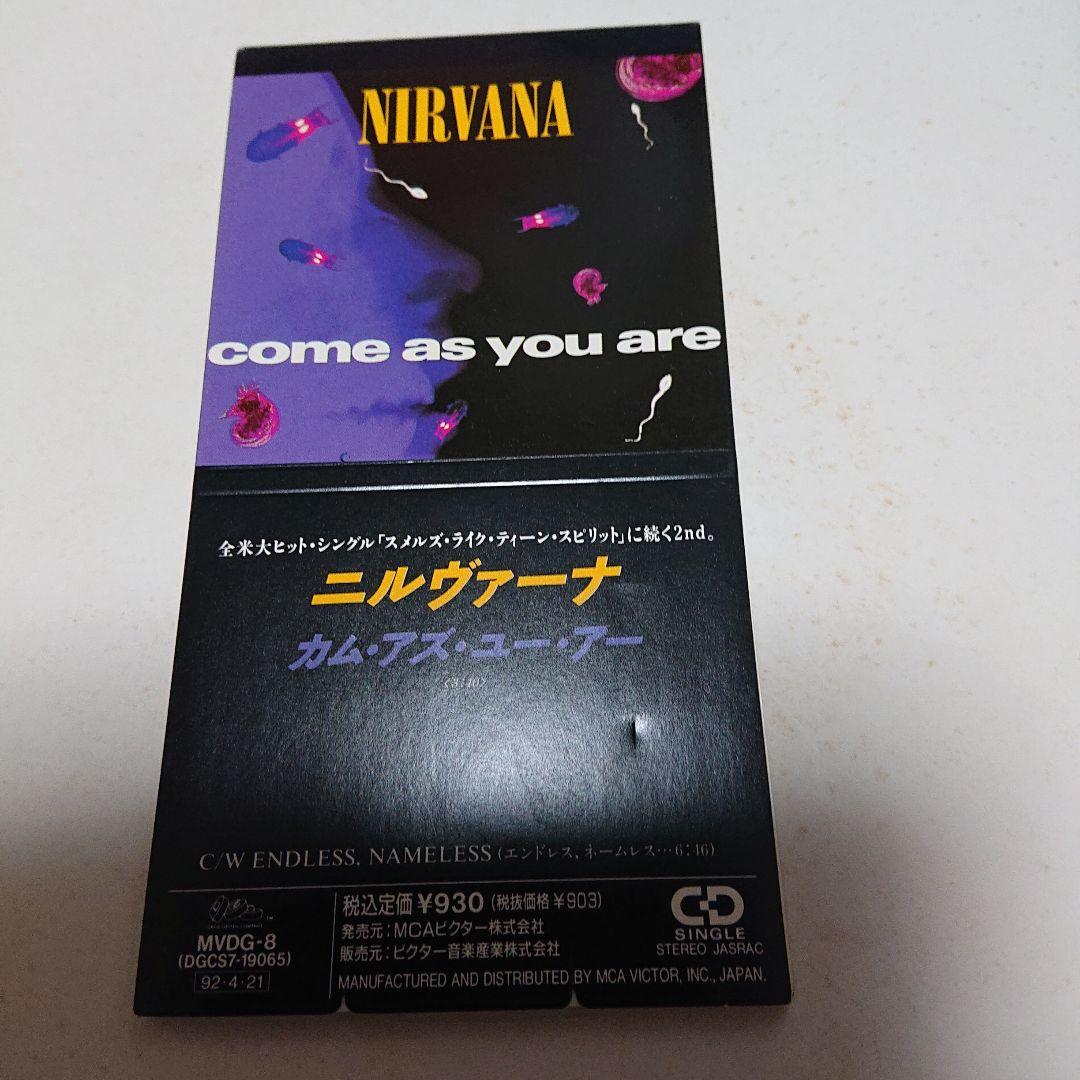 NIRVANA
come as you are
全米大ヒット・シングル「スメルズ・ライク・ティーン・スピリット」に続く2nd。
ニルヴァーナ
カム・アズ・ユー・アー
(3:40)
C/W ENDLESS, NAMELESS (エンドレス, ネームレス…6:46)
MVDG-8
(DGCS7-19065)
92・4・21
税込定価 ¥930 (税抜価格 ¥903)
発売元:MCAビクター株式会社
販売元:ビクター音楽産業株式会社
CD
SINGLE
STEREO JASRAC
MANUFACTURED AND DISTRIBUTED BY MCA VICTOR, INC., JAPAN.